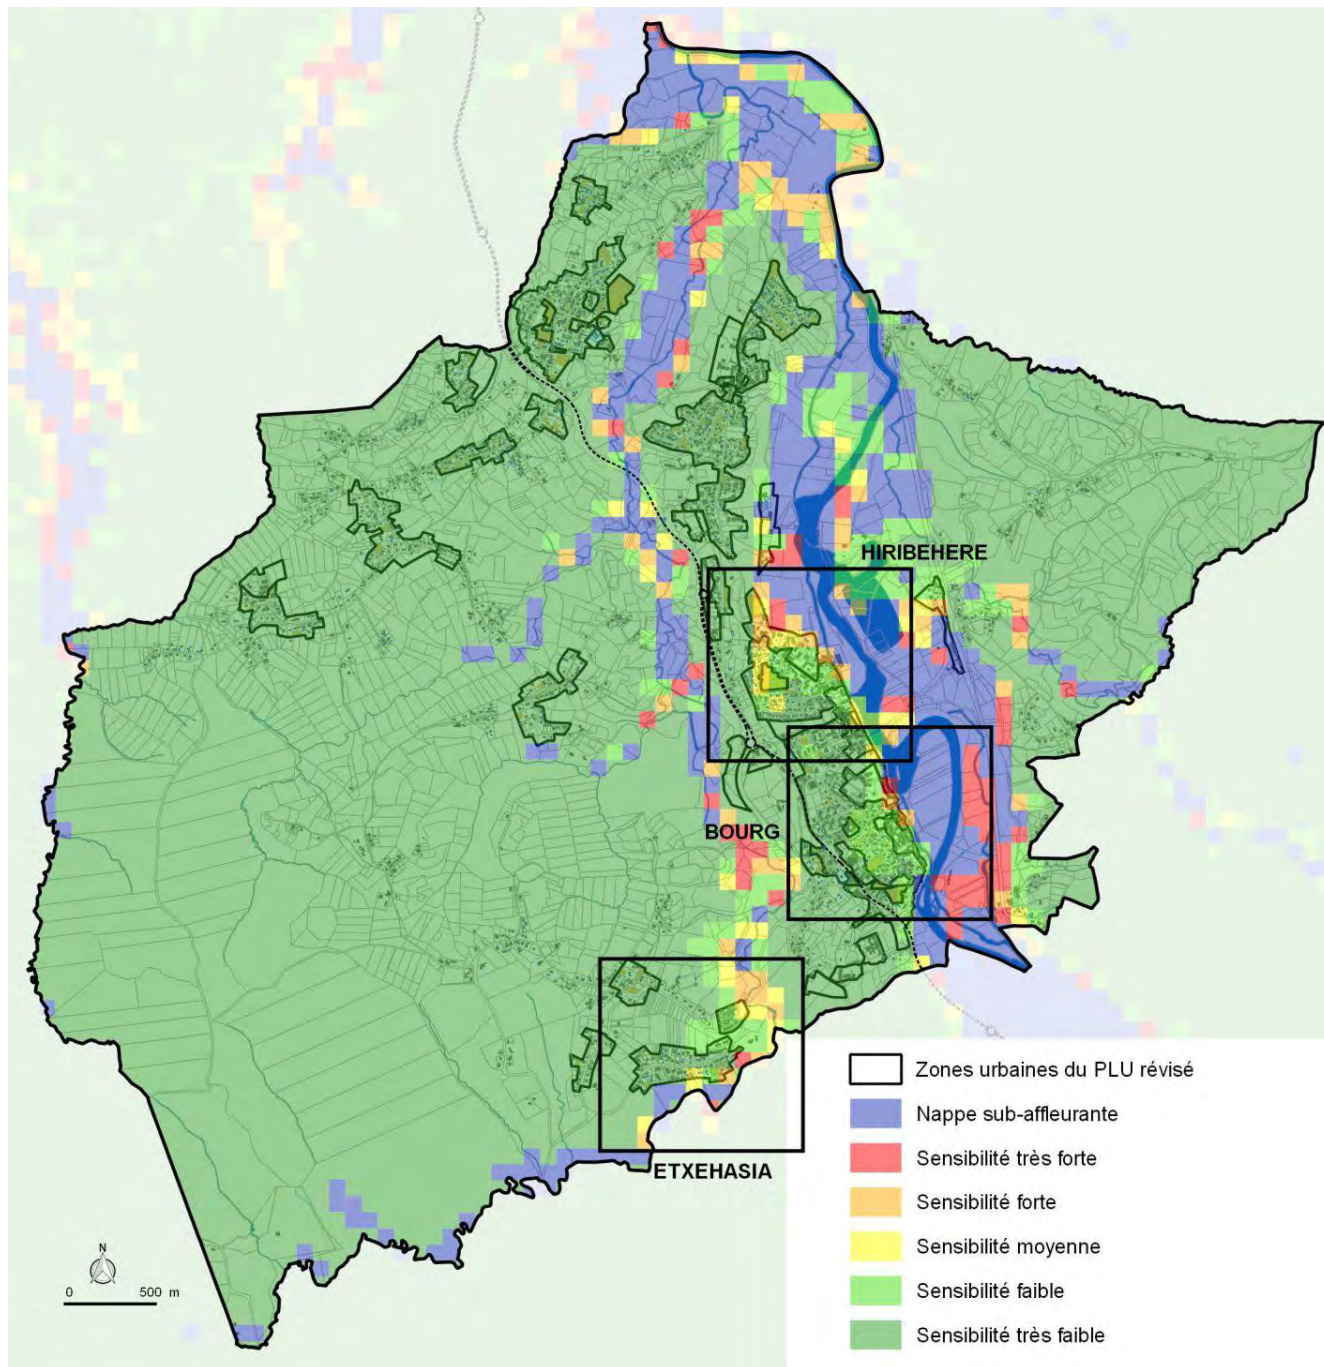 HIRIBEHERE
BOURG
ETXEHASIA
N
0 500 m
Zones urbaines du PLU révisé
Nappe sub-affleurante
Sensibilité très forte
Sensibilité forte
Sensibilité moyenne
Sensibilité faible
Sensibilité très faible